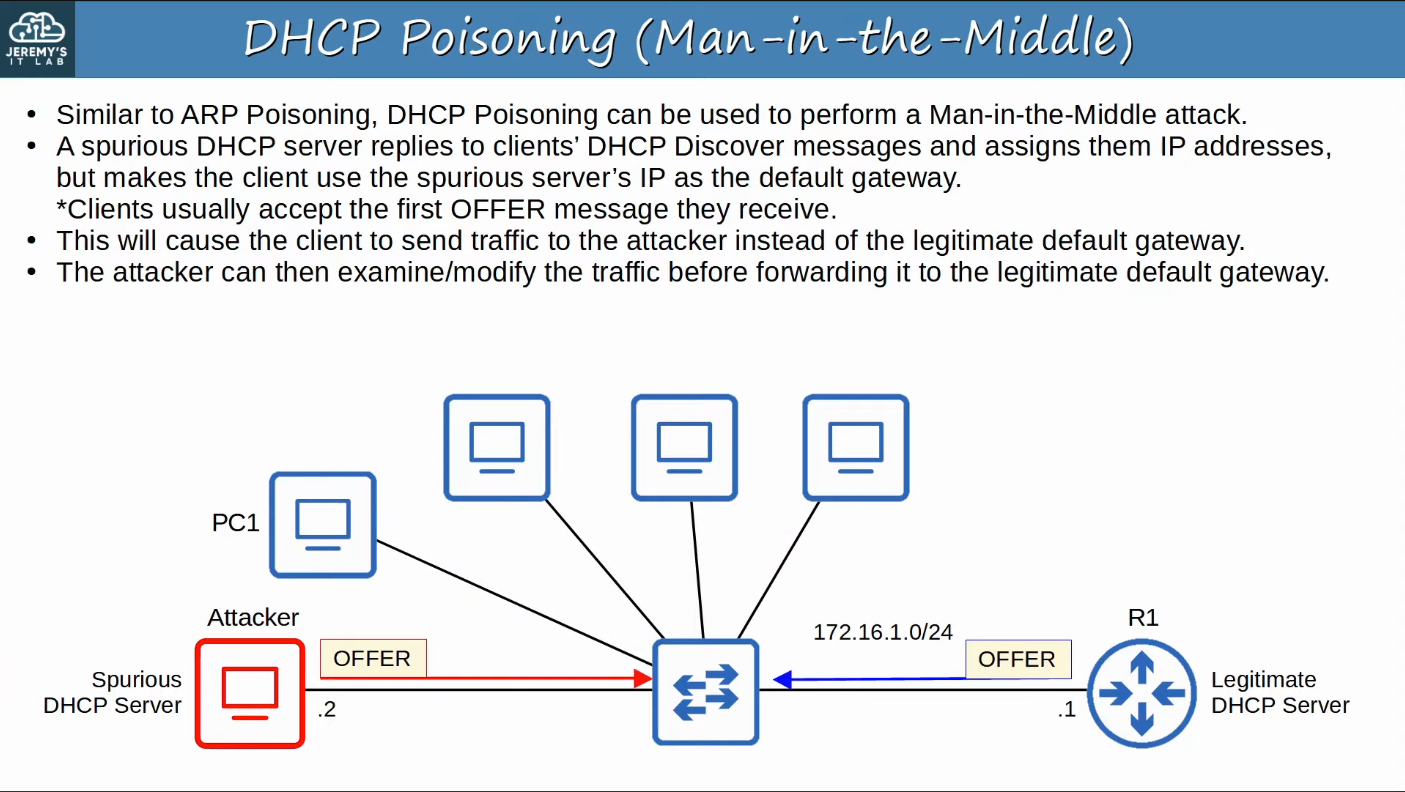 JEREMY'S
IT LAB
DHCP Poisoning (Man-in-the-Middle)
• Similar to ARP Poisoning, DHCP Poisoning can be used to perform a Man-in-the-Middle attack.
• A spurious DHCP server replies to clients’ DHCP Discover messages and assigns them IP addresses,
but makes the client use the spurious server’s IP as the default gateway.
*Clients usually accept the first OFFER message they receive.
• This will cause the client to send traffic to the attacker instead of the legitimate default gateway.
• The attacker can then examine/modify the traffic before forwarding it to the legitimate default gateway.
PC1
Attacker
172.16.1.0/24
R1
OFFER
OFFER
Spurious
DHCP Server
.2
.1
Legitimate
DHCP Server